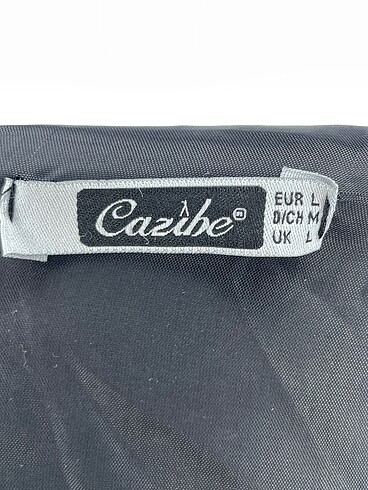 Cazibe®
EUR L
D/CH M
UK L